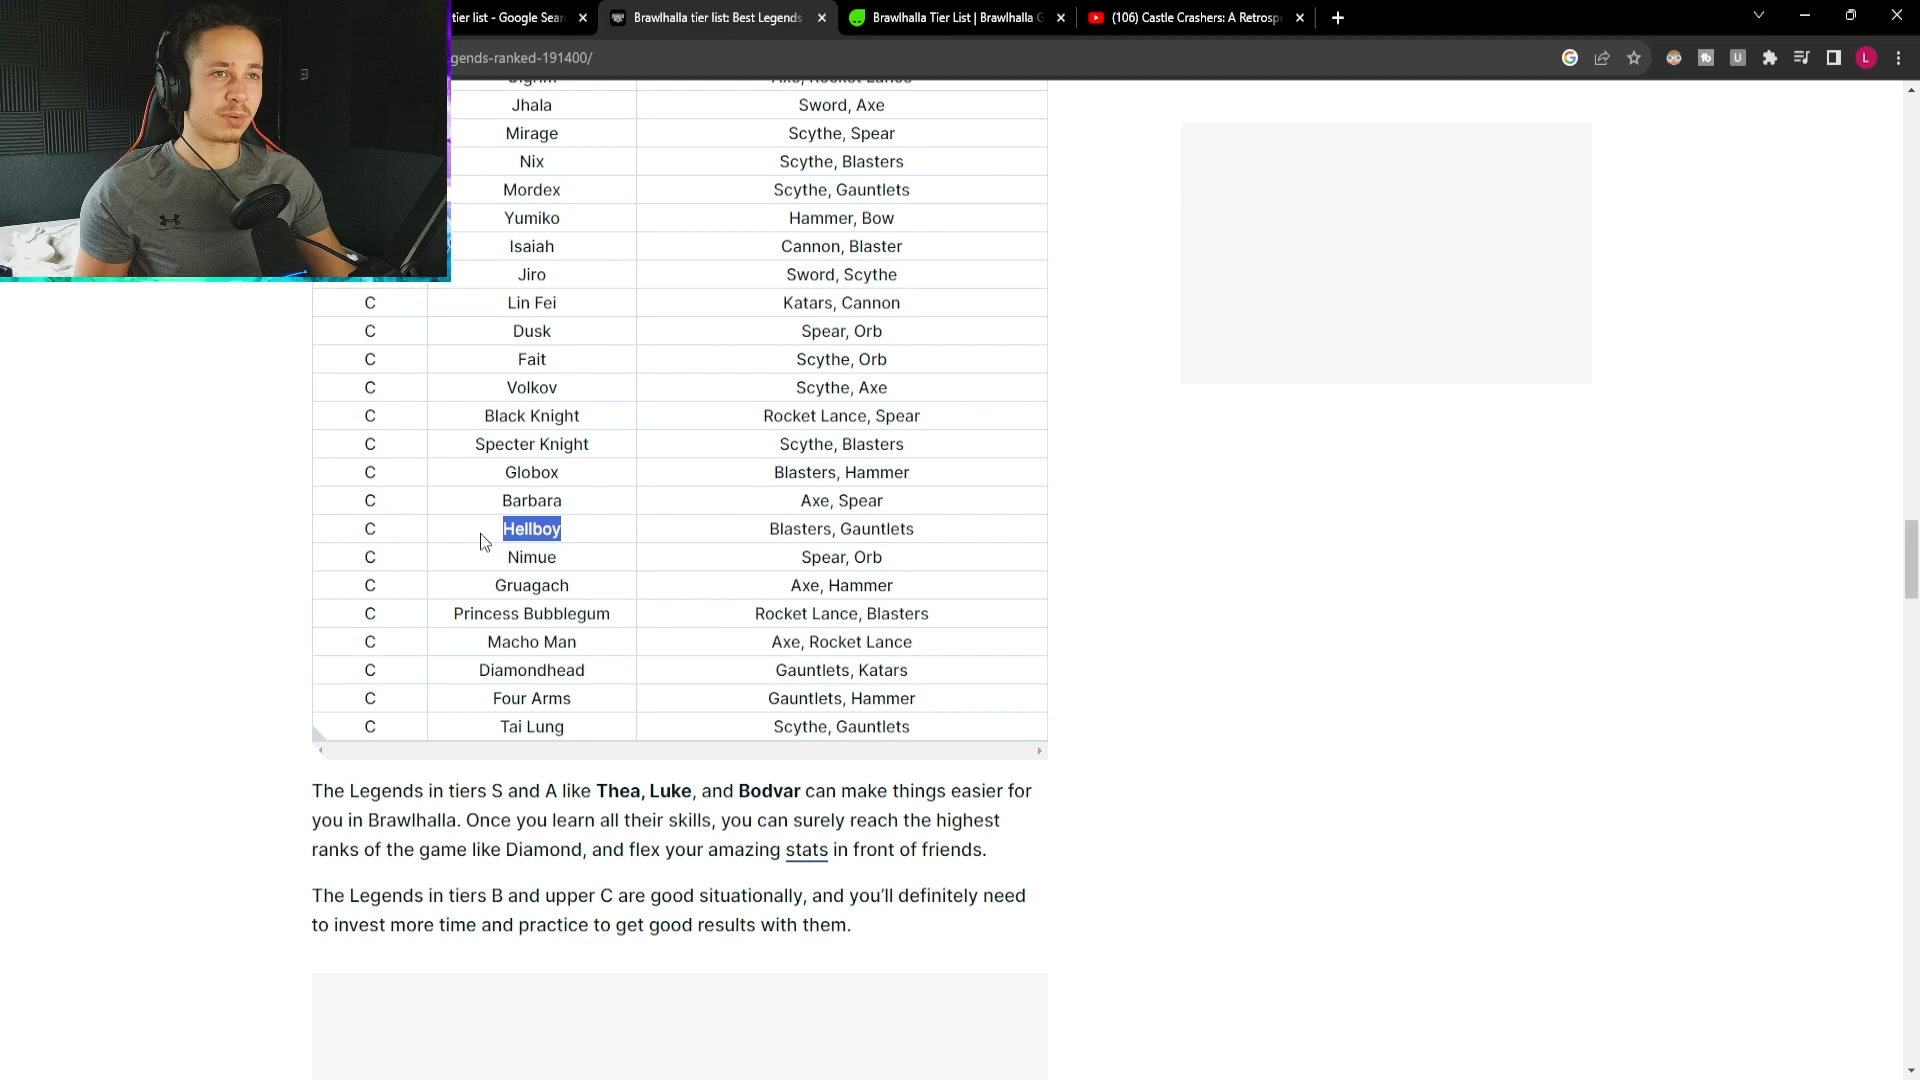 tier list - Google Sear
Brawlhalla tier list: Best Legends
Brawlhalla Tier List | Brawlhalla G
(106) Castle Crashers: A Retrosp
gends-ranked-191400/
Jhala Sword, Axe
Mirage Scythe, Spear
Nix Scythe, Blasters
Mordex Scythe, Gauntlets
Yumiko Hammer, Bow
Isaiah Cannon, Blaster
Jiro Sword, Scythe
C Lin Fei Katars, Cannon
C Dusk Spear, Orb
C Fait Scythe, Orb
C Volkov Scythe, Axe
C Black Knight Rocket Lance, Spear
C Specter Knight Scythe, Blasters
C Globox Blasters, Hammer
C Barbara Axe, Spear
C Hellboy Blasters, Gauntlets
C Nimue Spear, Orb
C Gruagach Axe, Hammer
C Princess Bubblegum Rocket Lance, Blasters
C Macho Man Axe, Rocket Lance
C Diamondhead Gauntlets, Katars
C Four Arms Gauntlets, Hammer
C Tai Lung Scythe, Gauntlets
The Legends in tiers S and A like Thea, Luke, and Bodvar can make things easier for
you in Brawlhalla. Once you learn all their skills, you can surely reach the highest
ranks of the game like Diamond, and flex your amazing stats in front of friends.
The Legends in tiers B and upper C are good situationally, and you'll definitely need
to invest more time and practice to get good results with them.